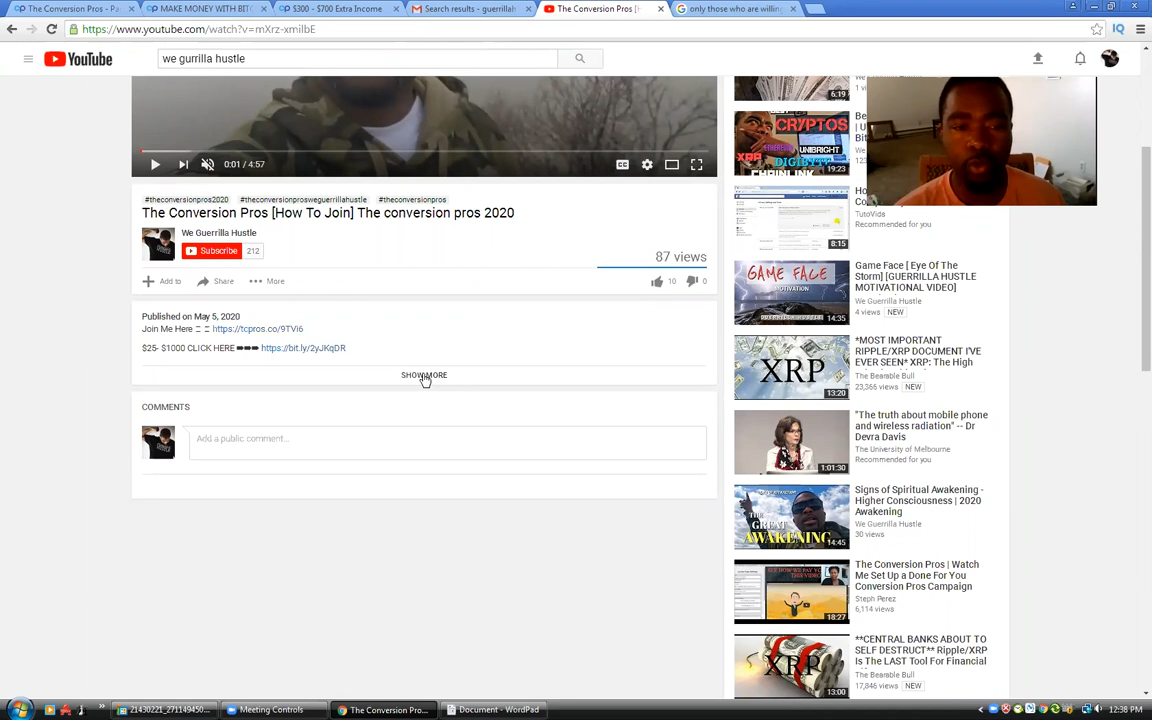 The Conversion Pros - Pa
MAKE MONEY WITH BITC
$300 - $700 Extra Income
Search results - guerrillah
The Conversion Pros [H
only those who are willin
https://www.youtube.com/watch?v=mXrz-xmilbE
YouTube
we gurrilla hustle
0:01 / 4:57
CC
#theconversionpros2020 #theconversionprosweguerrillahustle #theconversionpros
The Conversion Pros [How To Join] The conversion pros 2020
We Guerrilla Hustle
Subscribe 212
87 views
Add to Share More
10 0
Published on May 5, 2020
Join Me Here https://tcpros.co/9TVi6
$25- $1000 CLICK HERE https://bit.ly/2yJKqDR
SHOW MORE
COMMENTS
Add a public comment...
6:19
CRYPTOS
ETHEREUM
UNIBRIGHT
XRP
DIGIBYTE
CHAINLINK
19:23
8:15
TutoVids
Recommended for you
GAME FACE
MOTIVATION
14:35
Game Face [ Eye Of The
Storm] [GUERRILLA HUSTLE
MOTIVATIONAL VIDEO]
We Guerrilla Hustle
4 views NEW
XRP
13:20
*MOST IMPORTANT
RIPPLE/XRP DOCUMENT I'VE
EVER SEEN* XRP: The High
The Bearable Bull
23,366 views NEW
1:01:30
"The truth about mobile phone
and wireless radiation" -- Dr
Devra Davis
The University of Melbourne
Recommended for you
THE GREAT
AWAKENING
14:45
Signs of Spiritual Awakening -
Higher Consciousness | 2020
Awakening
We Guerrilla Hustle
30 views
18:27
The Conversion Pros | Watch
Me Set Up a Done For You
Conversion Pros Campaign
Steph Perez
6,114 views
XRP
13:00
**CENTRAL BANKS ABOUT TO
SELF DESTRUCT** Ripple/XRP
Is The LAST Tool For Financial
The Bearable Bull
17,346 views NEW
21430221_271149450...
Meeting Controls
The Conversion Pro...
Document - WordPad
12:38 PM